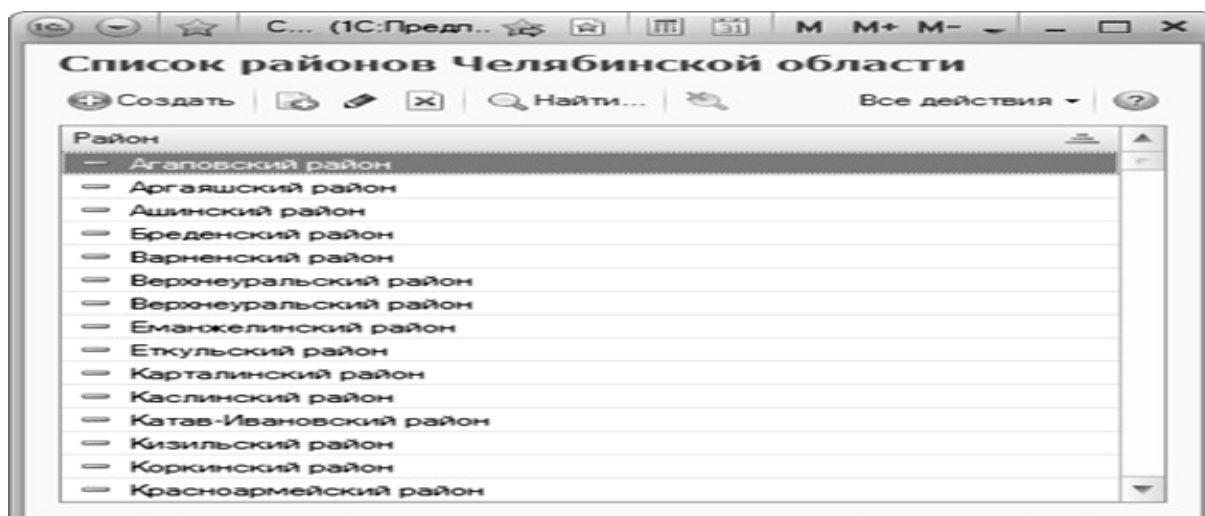 1С С... (1С:Предп.. 31 М М+ М-
Список районов Челябинской области
Создать Найти... Все действия ?
Район
Агаповский район
Аргаяшский район
Ашинский район
Бреденский район
Варненский район
Верхнеуральский район
Верхнеуральский район
Еманжелинский район
Еткульский район
Карталинский район
Каслинский район
Катав-Ивановский район
Кизильский район
Коркинский район
Красноармейский район